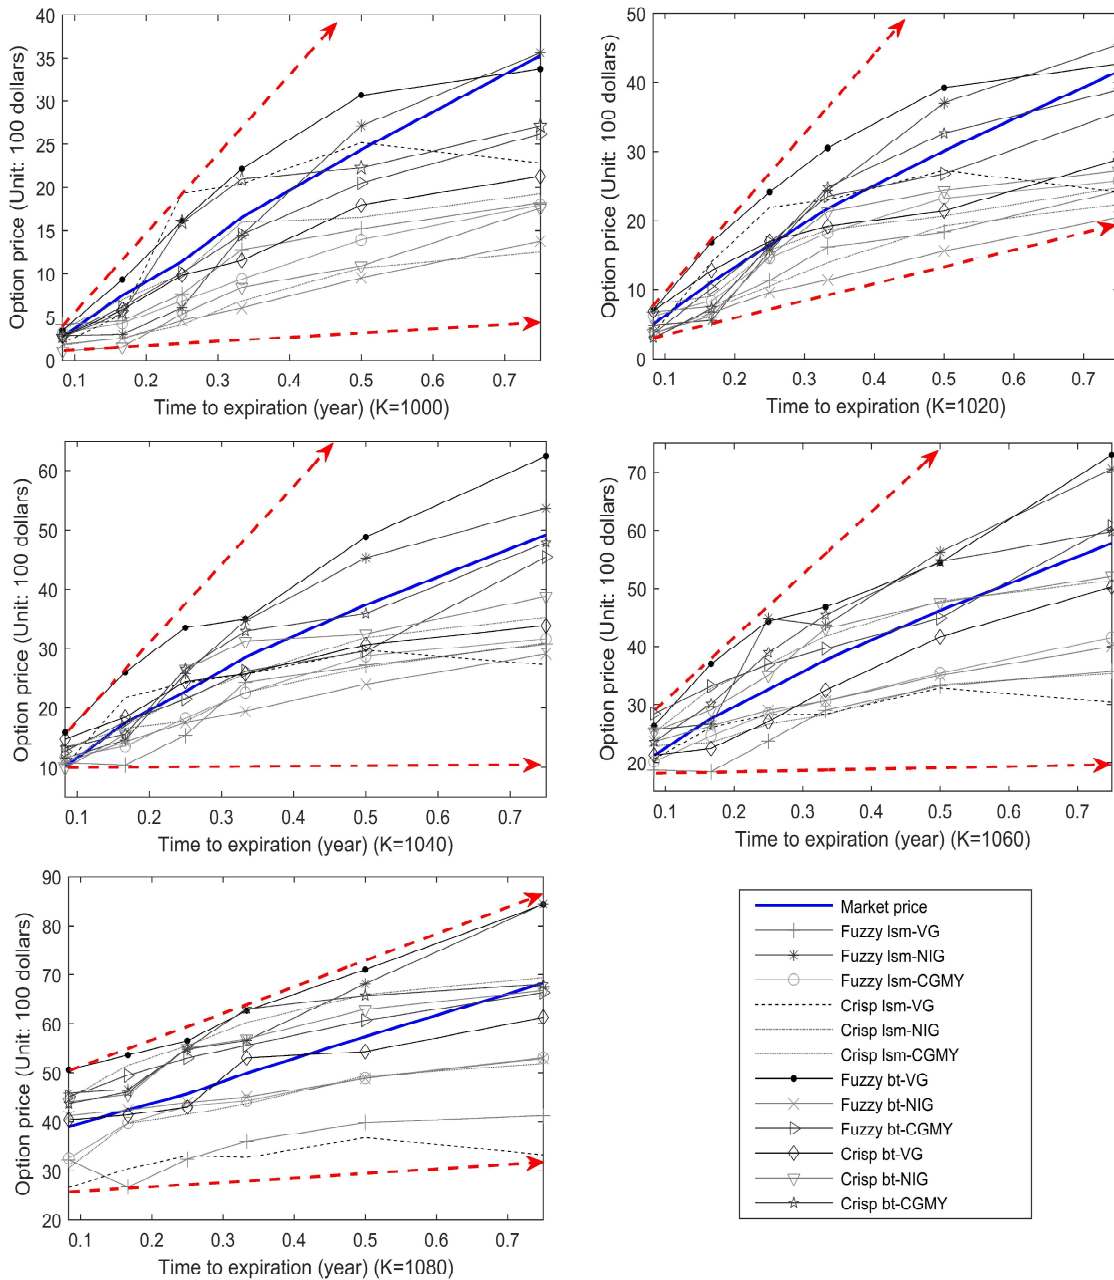 Option price (Unit: 100 dollars)
40
35
30
25
20
15
10
5
0
0.1 0.2 0.3 0.4 0.5 0.6 0.7
Time to expiration (year) (K=1000)
Option price (Unit: 100 dollars)
50
40
30
20
10
0
0.1 0.2 0.3 0.4 0.5 0.6 0.7
Time to expiration (K=1020)
Option price (Unit: 100 dollars)
60
50
40
30
20
10
0.1 0.2 0.3 0.4 0.5 0.6 0.7
Time to expiration (year) (K=1040)
Option price (Unit: 100 dollars)
70
60
50
40
30
20
0.1 0.2 0.3 0.4 0.5 0.6 0.7
Time to expiration (year) (K=1060)
Option price (Unit: 100 dollars)
90
80
70
60
50
40
30
20
0.1 0.2 0.3 0.4 0.5 0.6 0.7
Time to expiration (year) (K=1080)
Market price
Fuzzy lsm-VG
Fuzzy lsm-NIG
Fuzzy lsm-CGMY
Crisp lsm-VG
Crisp lsm-NIG
Crisp lsm-CGMY
Fuzzy bt-VG
Fuzzy bt-NIG
Fuzzy bt-CGMY
Crisp bt-VG
Crisp bt-NIG
Crisp bt-CGMY